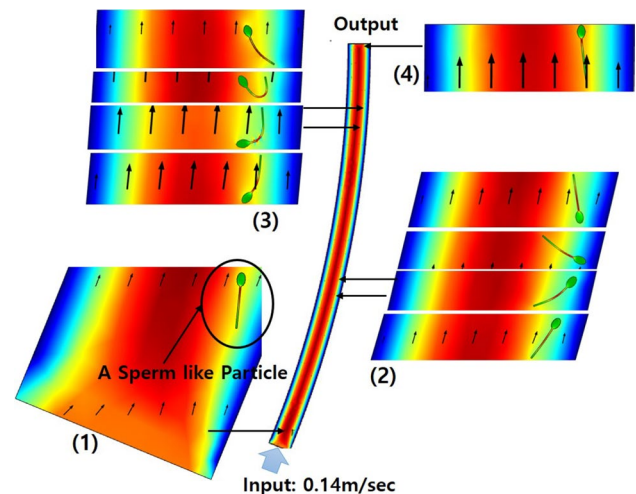 Output
(4)
(3)
(2)
A Sperm like Particle
(1)
Input: 0.14m/sec